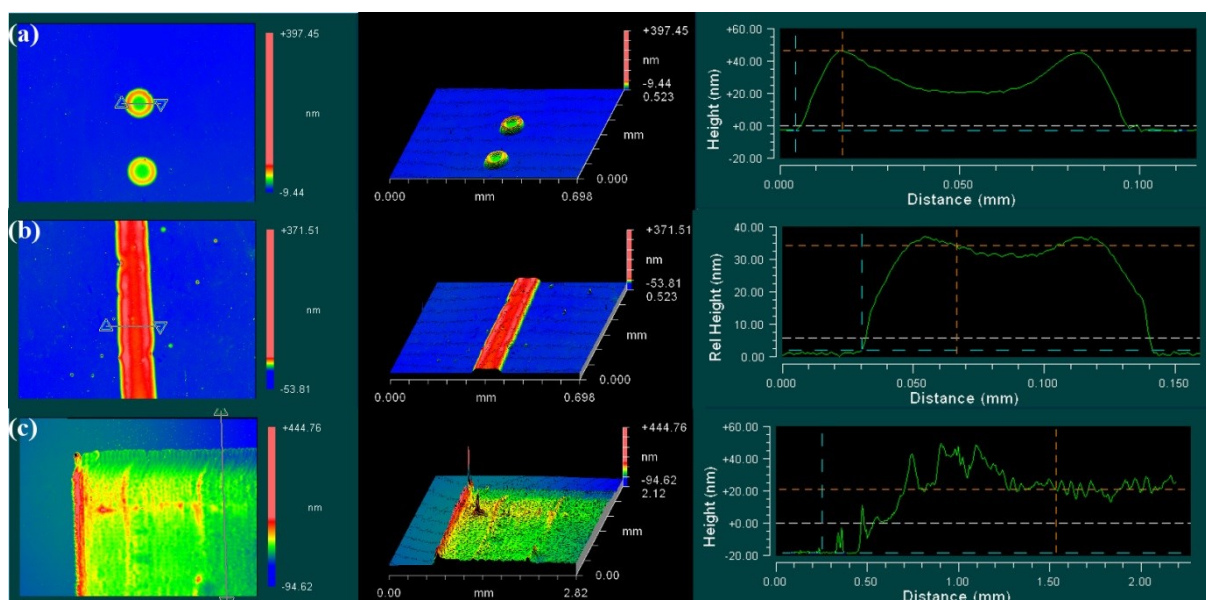 (a)
+397.45
nm
-9.44
+397.45
nm
-9.44
0.523
mm
0.000
0.000
mm
0.698
+60.00
+40.00
+20.00
+0.00
-20.00
Height (nm)
0.000
0.050
0.100
Distance (mm)
(b)
+371.51
nm
-53.81
+371.51
nm
-53.81
0.523
mm
0.000
0.000
mm
0.698
40.00
30.00
20.00
10.00
0.00
Rel Height (nm)
0.000
0.050
0.100
0.150
Distance (mm)
(c)
+444.76
nm
-94.62
+444.76
nm
-94.62
2.12
mm
0.00
0.00
mm
2.82
+60.00
+40.00
+20.00
+0.00
-20.00
Height (nm)
0.00
0.50
1.00
1.50
2.00
Distance (mm)